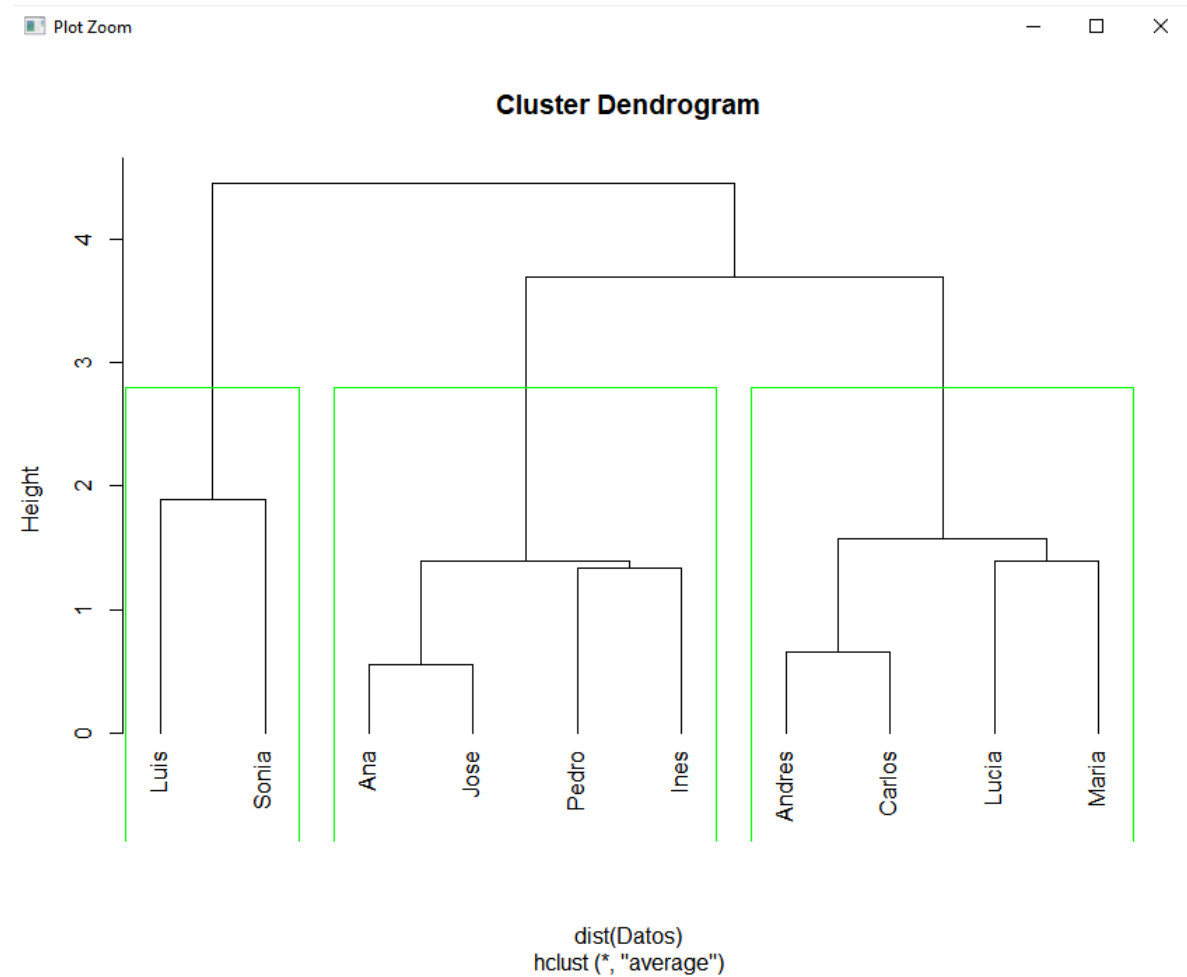 Plot Zoom
Cluster Dendrogram
Height
4
3
2
1
0
Luis
Sonia
Ana
Jose
Pedro
Ines
Andres
Carlos
Lucia
Maria
dist(Datos)
hclust (*, "average")